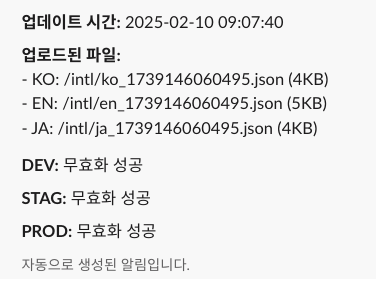 업데이트 시간: 2025-02-10 09:07:40
업로드된 파일:
- KO: /intl/ko_1739146060495.json (4KB)
- EN: /intl/en_1739146060495.json (5KB)
- JA: /intl/ja_1739146060495.json (4KB)
DEV: 무효화 성공
STAG: 무효화 성공
PROD: 무효화 성공
자동으로 생성된 알림입니다.